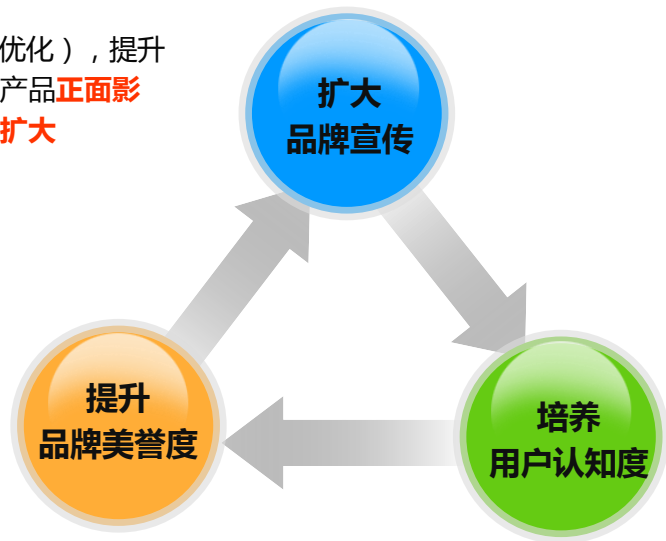 优化），提升
产品正面影
扩大
扩大
品牌宣传
提升
品牌美誉度
培养
用户认知度